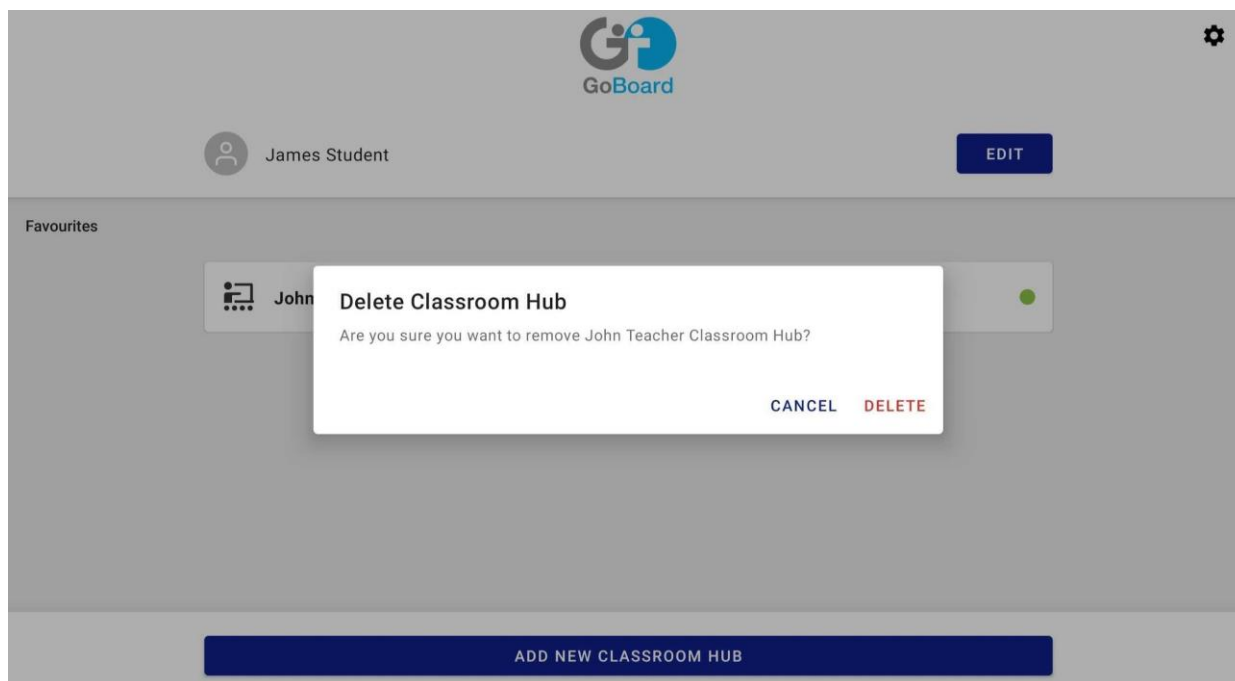 GoBoard
James Student
EDIT
Favourites
John
Delete Classroom Hub
Are you sure you want to remove John Teacher Classroom Hub?
CANCEL DELETE
ADD NEW CLASSROOM HUB